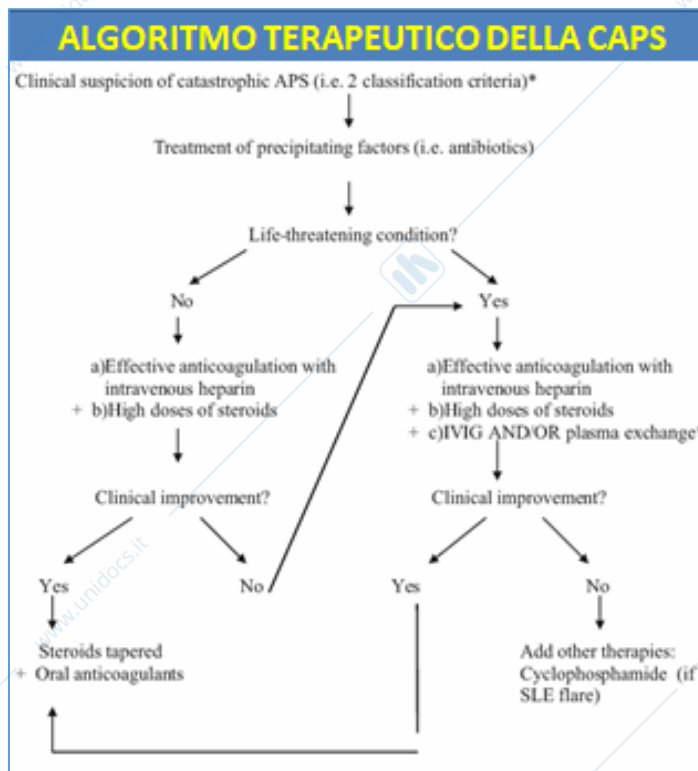 ALGORITMO TERAPEUTICO DELLA CAPS
Clinical suspicion of catastrophic APS (i.e. 2 classification criteria)*
Treatment of precipitating factors (i.e. antibiotics)
Life-threatening condition?
No
Yes
a)Effective anticoagulation with
intravenous heparin
+ b)High doses of steroids
a)Effective anticoagulation with
intravenous heparin
+ b)High doses of steroids
+ c)IVIG AND/OR plasma exchange*
Clinical improvement?
Clinical improvement?
Yes
No
Yes
No
Steroids tapered
+ Oral anticoagulants
Add other therapies:
Cyclophosphamide (if
SLE flare)
www.unidocs.it